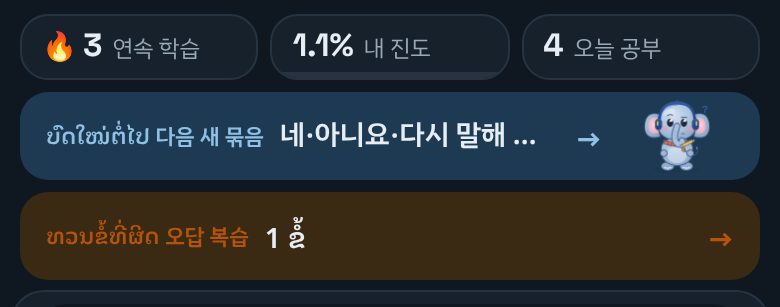 🔥 3 연속 학습 1.1% 내 진도 4 오늘 공부
ບົດໃໝ່ຕໍ່ໄປ 다음 새 묶음 네·아니요·다시 말해 ... →
ທວນຂໍ້ທີ່ຜິດ 오답 복습 1 ຂໍ້ →